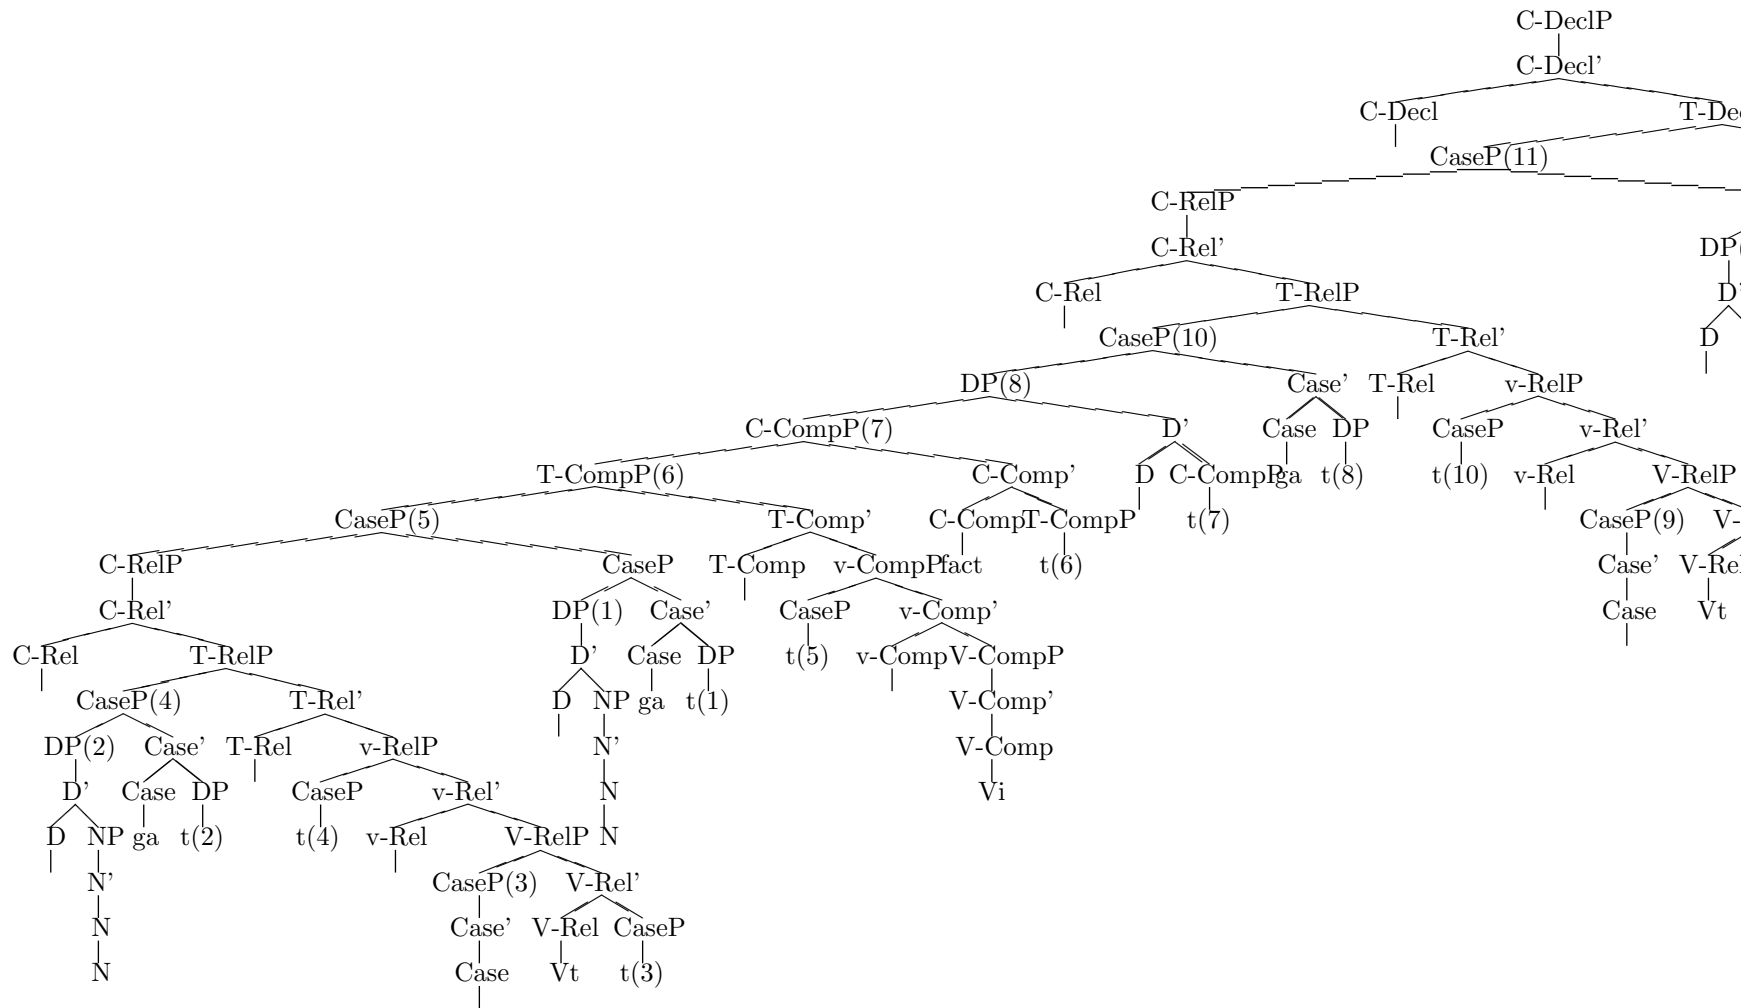 C-DeclP
C-Decl’
C-Decl T-Dec
CaseP(11)
C-RelP
C-Rel’ DP(
C-Rel T-RelP D’
CaseP(10) T-Rel’ D
DP(8) Case’ T-Rel v-RelP
C-CompP(7) D’ Case DP CaseP v-Rel’
T-CompP(6) C-Comp’ D C-CompP ga t(8) t(10) v-Rel V-RelP
CaseP(5) T-Comp’ C-Comp T-CompP t(7) CaseP(9) V-
C-RelP CaseP T-Comp v-CompP fact t(6) Case’ V-Rel
C-Rel’ DP(1) Case’ CaseP v-Comp’ Case Vt
C-Rel T-RelP D’ Case DP t(5) v-Comp V-CompP
CaseP(4) T-Rel’ D NP ga t(1) V-Comp’
DP(2) Case’ T-Rel v-RelP N’ V-Comp
D’ Case DP CaseP v-Rel’ N Vi
D NP ga t(2) t(4) v-Rel V-RelP N
N’ CaseP(3) V-Rel’
N Case’ V-Rel CaseP
N Case Vt t(3)